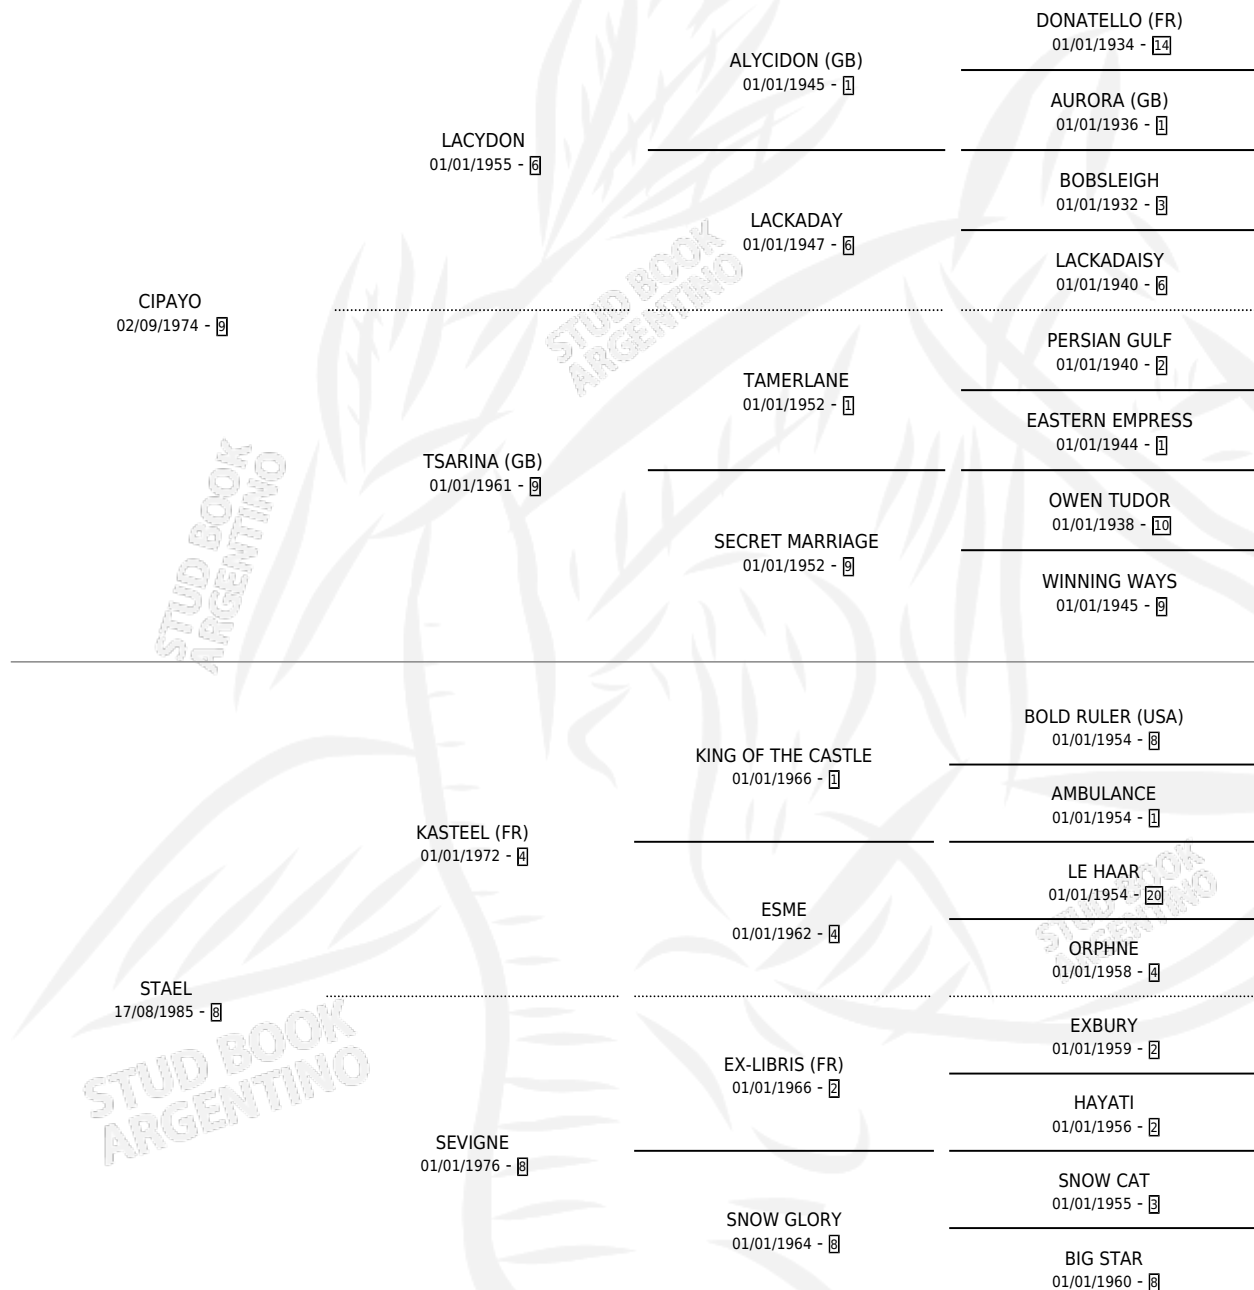 DONATELLO (FR)
01/01/1934 - 14
ALYCIDON (GB)
01/01/1945 - 1
AURORA (GB)
01/01/1936 - 1
LACYDON
01/01/1955 - 6
BOBSLEIGH
01/01/1932 - 3
LACKADAY
01/01/1947 - 6
LACKADAISY
01/01/1940 - 6
CIPAYO
02/09/1974 - 9
PERSIAN GULF
01/01/1940 - 2
TAMERLANE
01/01/1952 - 1
EASTERN EMPRESS
01/01/1944 - 1
TSARINA (GB)
01/01/1961 - 9
OWEN TUDOR
01/01/1938 - 10
SECRET MARRIAGE
01/01/1952 - 9
WINNING WAYS
01/01/1945 - 9
BOLD RULER (USA)
01/01/1954 - 8
KING OF THE CASTLE
01/01/1966 - 1
AMBULANCE
01/01/1954 - 1
KASTEEL (FR)
01/01/1972 - 4
LE HAAR
01/01/1954 - 20
ESME
01/01/1962 - 4
ORPHNE
01/01/1958 - 4
STAEL
17/08/1985 - 8
EXBURY
01/01/1959 - 2
EX-LIBRIS (FR)
01/01/1966 - 2
HAYATI
01/01/1956 - 2
SEVIGNE
01/01/1976 - 8
SNOW CAT
01/01/1955 - 3
SNOW GLORY
01/01/1964 - 8
BIG STAR
01/01/1960 - 8
STUD BOOK
ARGENTINO
STUD BOOK
ARGENTINO
STUD BOOK
ARGENTINO
STUD BOOK
ARGENTINO